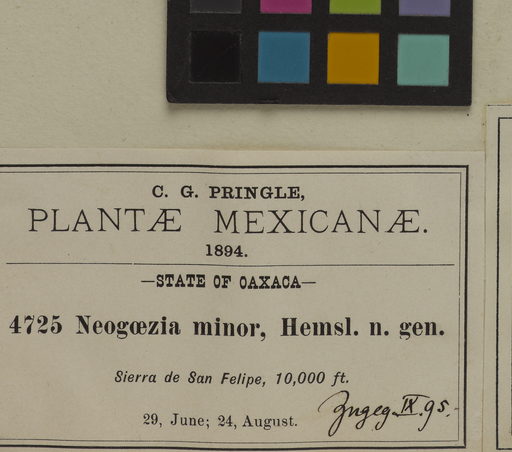 C. G. PRINGLE,
PLANTÆ MEXICANÆ.
1894.
—STATE OF OAXACA—
4725 Neogœzia minor, Hemsl. n. gen.
Sierra de San Felipe, 10,000 ft.
29, June; 24, August.
Zugeg. IX. 95.